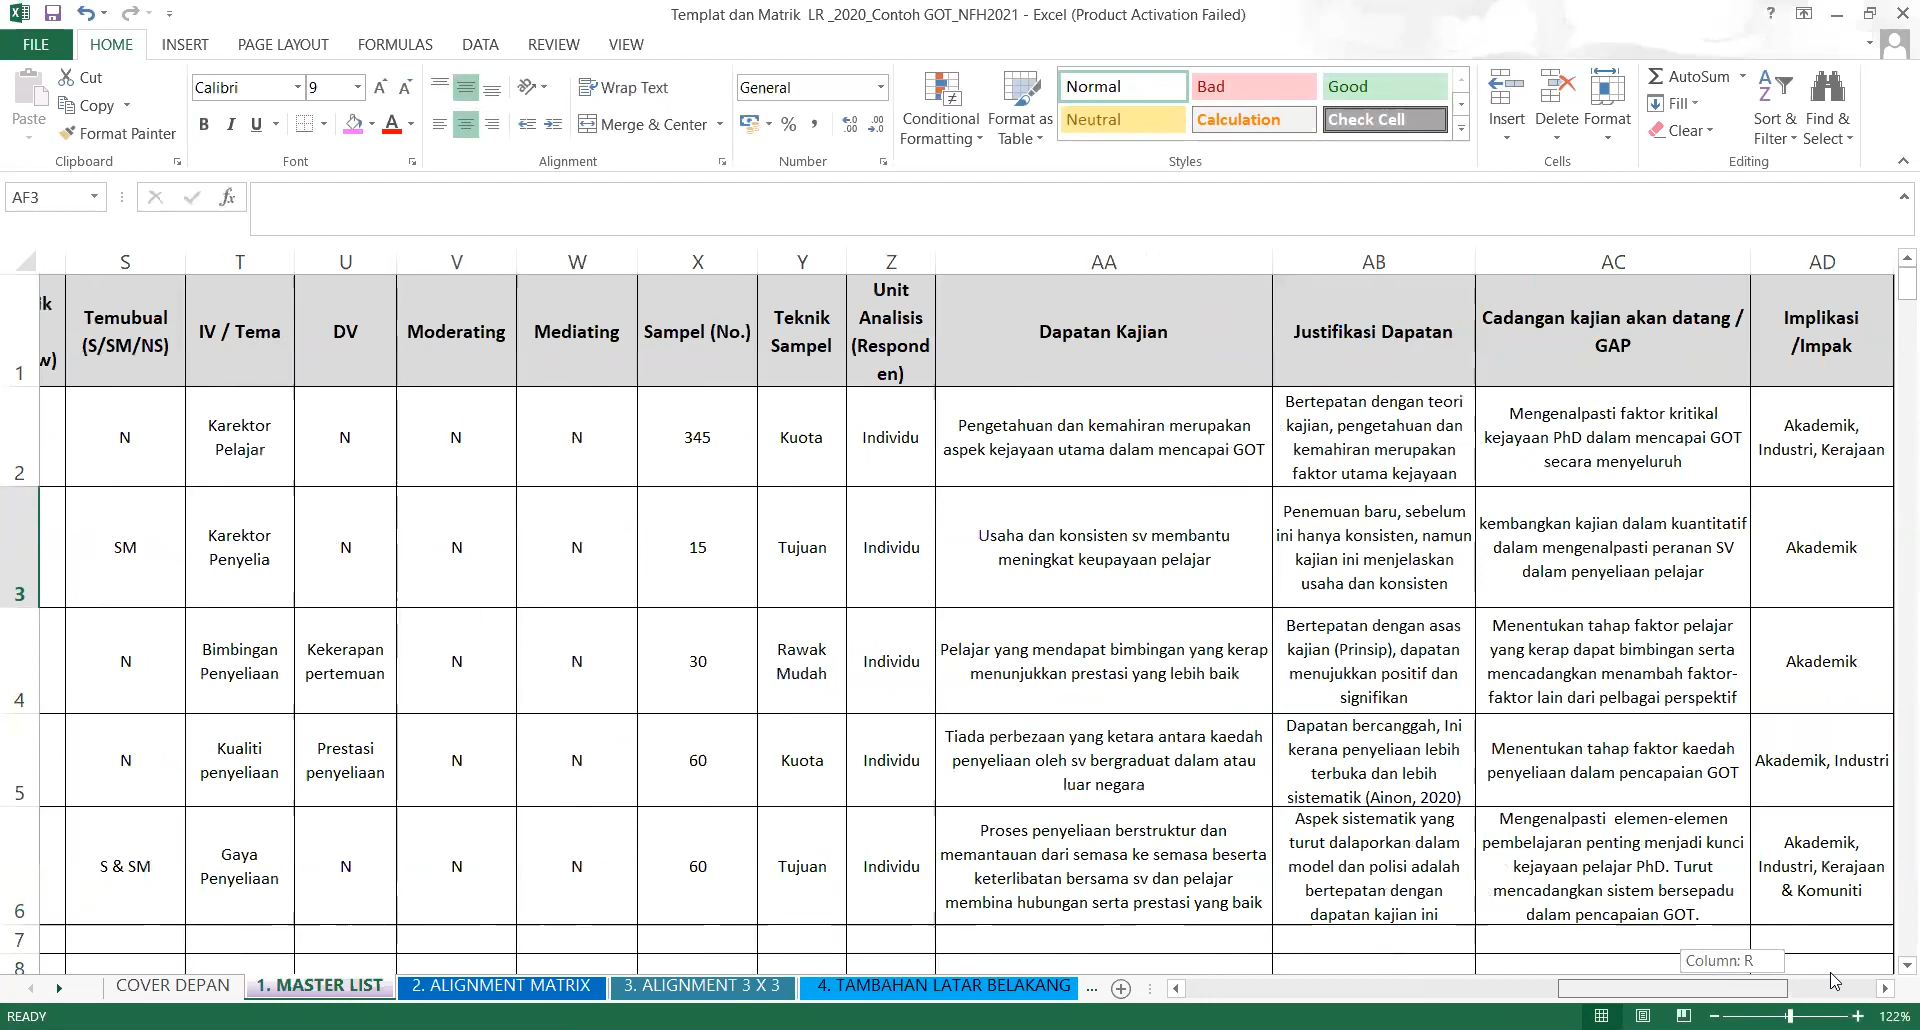 Templat dan Matrik  LR _2020_Contoh GOT_NFH2021 - Excel (Product Activation Failed)
?
FILE
HOME
INSERT
PAGE LAYOUT
FORMULAS
DATA
REVIEW
VIEW
Cut
Copy
Paste
Format Painter
Clipboard
Calibri
9
A
A
B
I
U
A
Font
Wrap Text
Merge & Center
Alignment
General
%
Number
Conditional
Formatting
Format as
Table
Normal
Bad
Good
Neutral
Calculation
Check Cell
Styles
Insert
Delete
Format
Cells
AutoSum
Fill
Clear
Sort &
Filter
Find &
Select
Editing
AF3
fx
S
T
U
V
W
X
Y
Z
AA
AB
AC
AD
1
ik
w)
Temubual
(S/SM/NS)
IV / Tema
DV
Moderating
Mediating
Sampel (No.)
Teknik
Sampel
Unit
Analisis
(Respond
en)
Dapatan Kajian
Justifikasi Dapatan
Cadangan kajian akan datang /
GAP
Implikasi
/Impak
2
N
Karektor
Pelajar
N
N
N
345
Kuota
Individu
Pengetahuan dan kemahiran merupakan
aspek kejayaan utama dalam mencapai GOT
Bertepatan dengan teori
kajian, pengetahuan dan
kemahiran merupakan
faktor utama kejayaan
Mengenalpasti faktor kritikal
kejayaan PhD dalam mencapai GOT
secara menyeluruh
Akademik,
Industri, Kerajaan
3
SM
Karektor
Penyelia
N
N
N
15
Tujuan
Individu
Usaha dan konsisten sv membantu
meningkat keupayaan pelajar
Penemuan baru, sebelum
ini hanya konsisten, namun
kajian ini menjelaskan
usaha dan konsisten
kembangkan kajian dalam kuantitatif
dalam mengenalpasti peranan SV
dalam penyeliaan pelajar
Akademik
4
N
Bimbingan
Penyeliaan
Kekerapan
pertemuan
N
N
30
Rawak
Mudah
Individu
Pelajar yang mendapat bimbingan yang kerap
menunjukkan prestasi yang lebih baik
Bertepatan dengan asas
kajian (Prinsip), dapatan
menujukkan positif dan
signifikan
Menentukan tahap faktor pelajar
yang kerap dapat bimbingan serta
mencadangkan menambah faktor-
faktor lain dari pelbagai perspektif
Akademik
5
N
Kualiti
penyeliaan
Prestasi
penyeliaan
N
N
60
Kuota
Individu
Tiada perbezaan yang ketara antara kaedah
penyeliaan oleh sv bergraduat dalam atau
luar negara
Dapatan bercanggah, Ini
kerana penyeliaan lebih
terbuka dan lebih
sistematik (Ainon, 2020)
Menentukan tahap faktor kaedah
penyeliaan dalam pencapaian GOT
Akademik, Industri
6
S & SM
Gaya
Penyeliaan
N
N
N
60
Tujuan
Individu
Proses penyeliaan berstruktur dan
memantauan dari semasa ke semasa beserta
keterlibatan bersama sv dan pelajar
membina hubungan serta prestasi yang baik
Aspek sistematik yang
turut dalaporkan dalam
model dan polisi adalah
bertepatan dengan
dapatan kajian ini
Mengenalpasti  elemen-elemen
pembelajaran penting menjadi kunci
kejayaan pelajar PhD. Turut
mencadangkan sistem bersepadu
dalam pencapaian GOT.
Akademik,
Industri, Kerajaan
& Komuniti
7
8
Column: R
COVER DEPAN
1. MASTER LIST
2. ALIGNMENT MATRIX
3. ALIGNMENT 3 X 3
4. TAMBAHAN LATAR BELAKANG
...
READY
122%